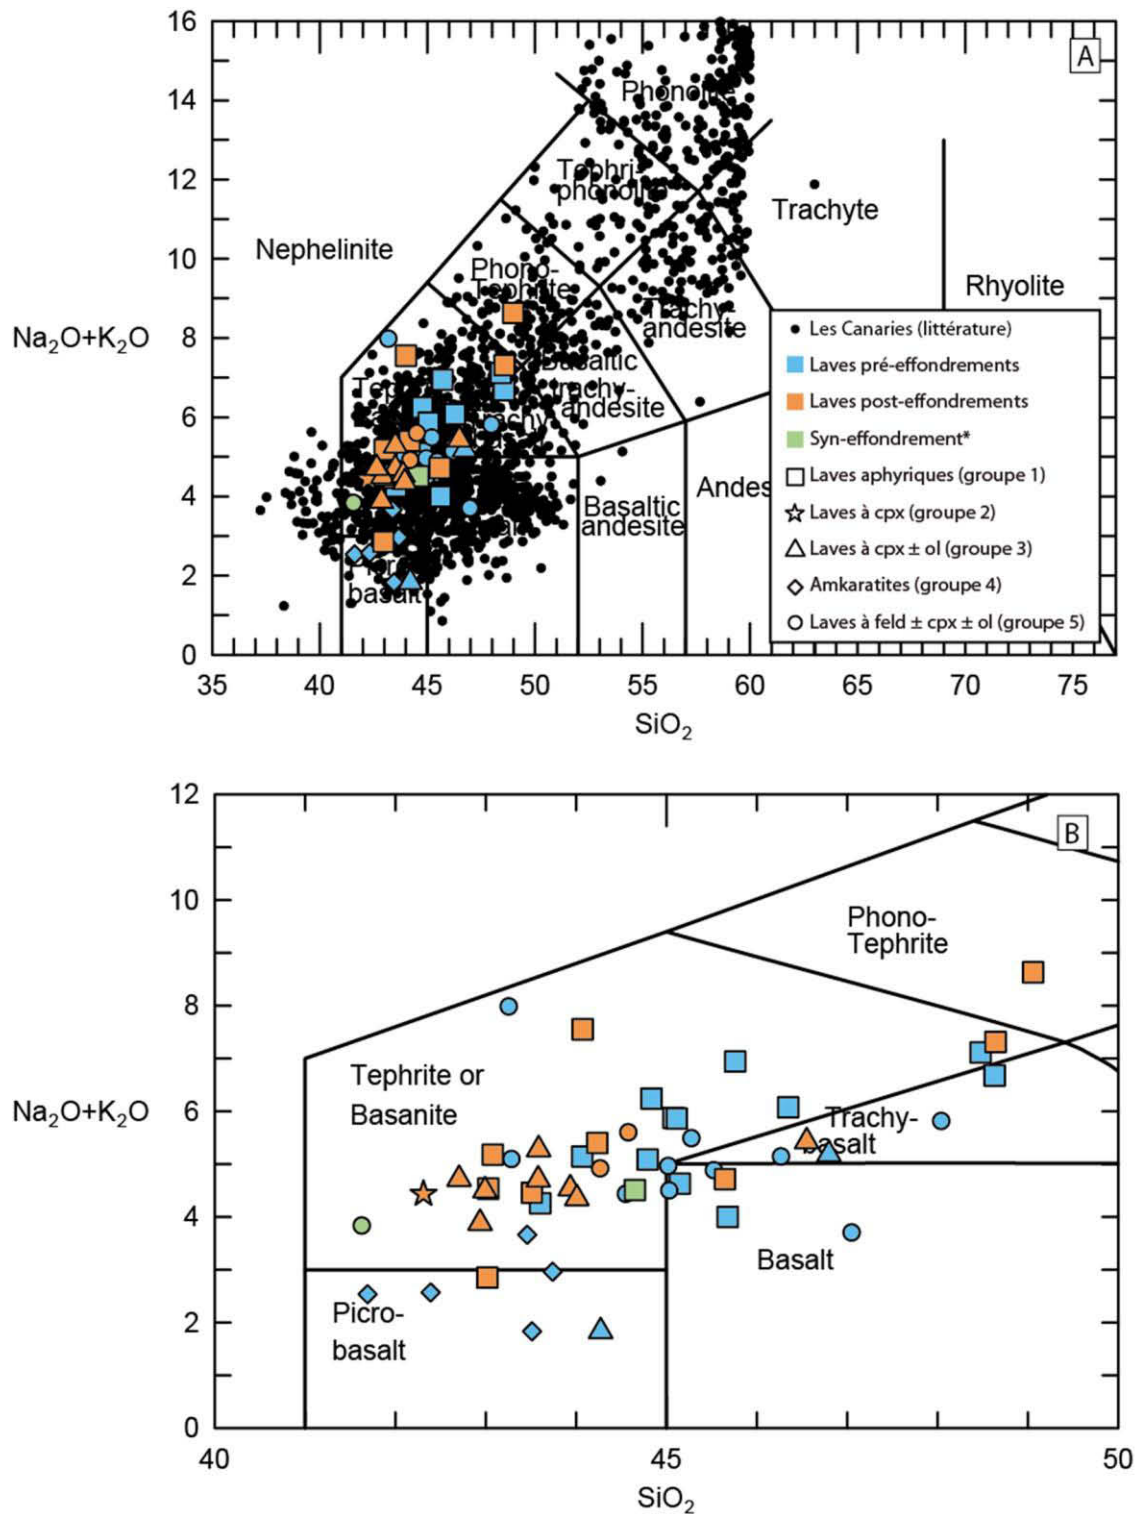 16
14
12
10
8
6
4
2
0
Na2O+K2O
A
Phonolite
Tephri-
phonolite
Trachyte
Nephelinite
Phono-
Tephrite
Rhyolite
Trachy-
andesite
Basaltic
trachy-
andesite
Basaltic
andesite
Andes
basalt
Les Canaries (littérature)
Laves pré-effondrements
Laves post-effondrements
Syn-effondrement*
Laves aphyriques (groupe 1)
Laves à cpx (groupe 2)
Laves à cpx ± ol (groupe 3)
Amkaratites (groupe 4)
Laves à feld ± cpx ± ol (groupe 5)
35 40 45 50 55 60 65 70 75
SiO2
12
10
8
6
4
2
0
Na2O+K2O
B
Phono-
Tephrite
Tephrite or
Basanite
Trachy-
basalt
Basalt
Picro-
basalt
40 45 50
SiO2